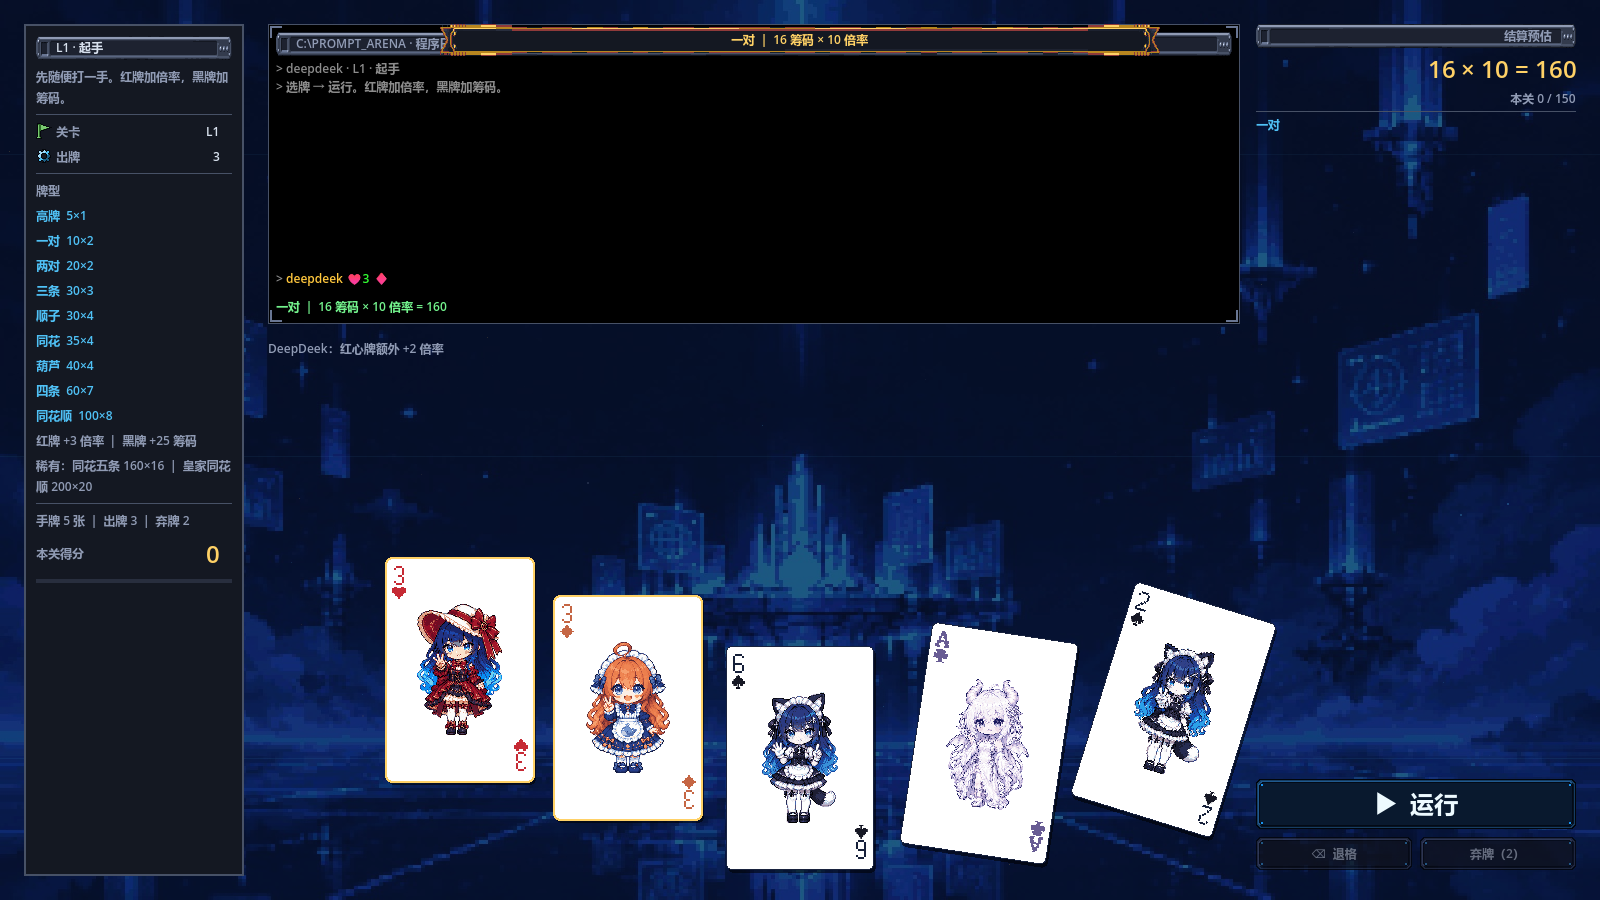 L1 · 起手
先随便打一手。红牌加倍率，黑牌加
筹码。
关卡 L1
出牌 3
牌型
高牌 5×1
一对 10×2
两对 20×2
三条 30×3
顺子 30×4
同花 35×4
葫芦 40×4
四条 60×7
同花顺 100×8
红牌 +3 倍率 | 黑牌 +25 筹码
稀有：同花五条 160×16 | 皇家同花
顺 200×20
手牌 5 张 | 出牌 3 | 弃牌 2
本关得分 0
C:\PROMPT_ARENA · 程序
一对 | 16 筹码 × 10 倍率
> deepdeek · L1 · 起手
> 选牌 → 运行。红牌加倍率，黑牌加筹码。
> deepdeek ♥3 ♦
一对 | 16 筹码 × 10 倍率 = 160
DeepDeek：红心牌额外 +2 倍率
结算预估
16 × 10 = 160
本关 0 / 150
一对
3
3
3
3
6
6
A
A
2
2
▶ 运行
⌫ 退格
弃牌（2）